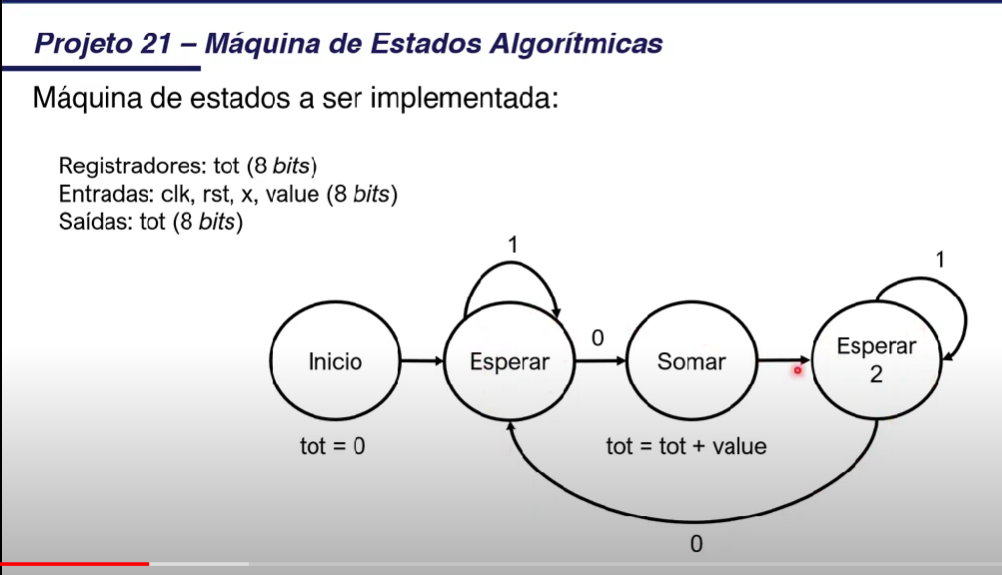 Projeto 21 – Máquina de Estados Algorítmicas
Máquina de estados a ser implementada:
Registradores: tot (8 bits)
Entradas: clk, rst, x, value (8 bits)
Saídas: tot (8 bits)
1
1
0
Inicio
Esperar
Somar
Esperar
2
tot = 0
tot = tot + value
0